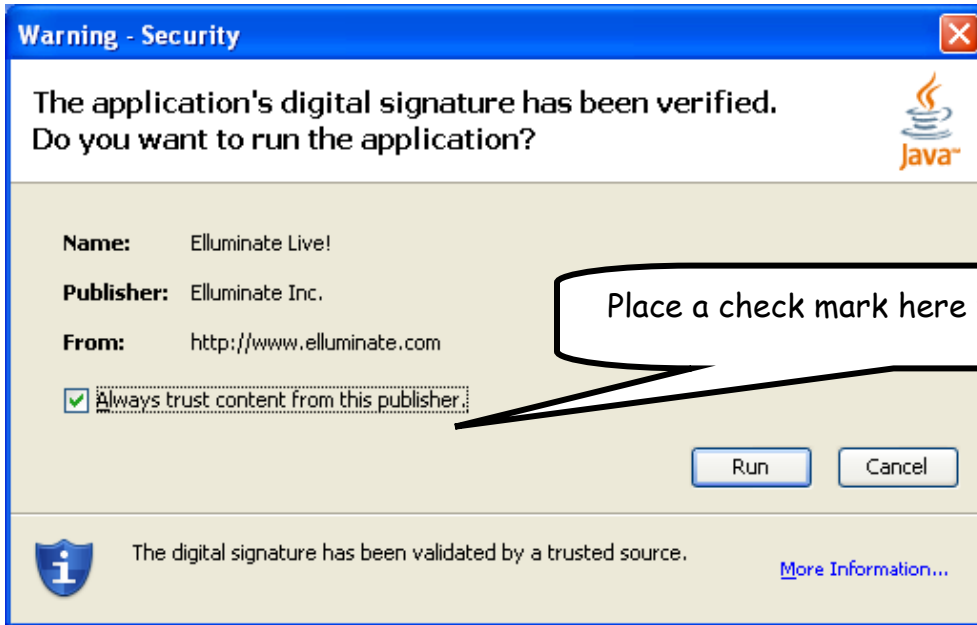 Warning - Security
The application's digital signature has been verified.
Do you want to run the application?
Java™
Name: Elluminate Live!
Publisher: Elluminate Inc.
From: http://www.elluminate.com
Place a check mark here
Always trust content from this publisher.
Run Cancel
The digital signature has been validated by a trusted source.
More Information...